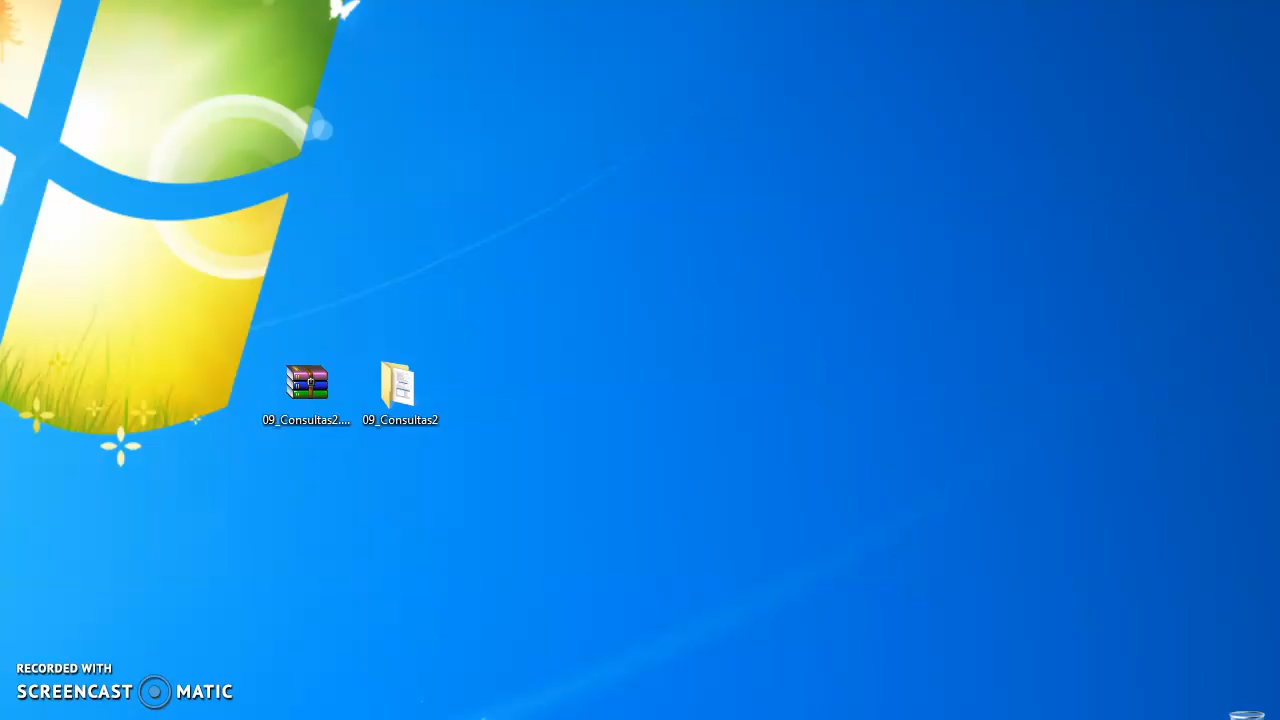 09_Consultas2....
09_Consultas2
RECORDED WITH
SCREENCAST MATIC